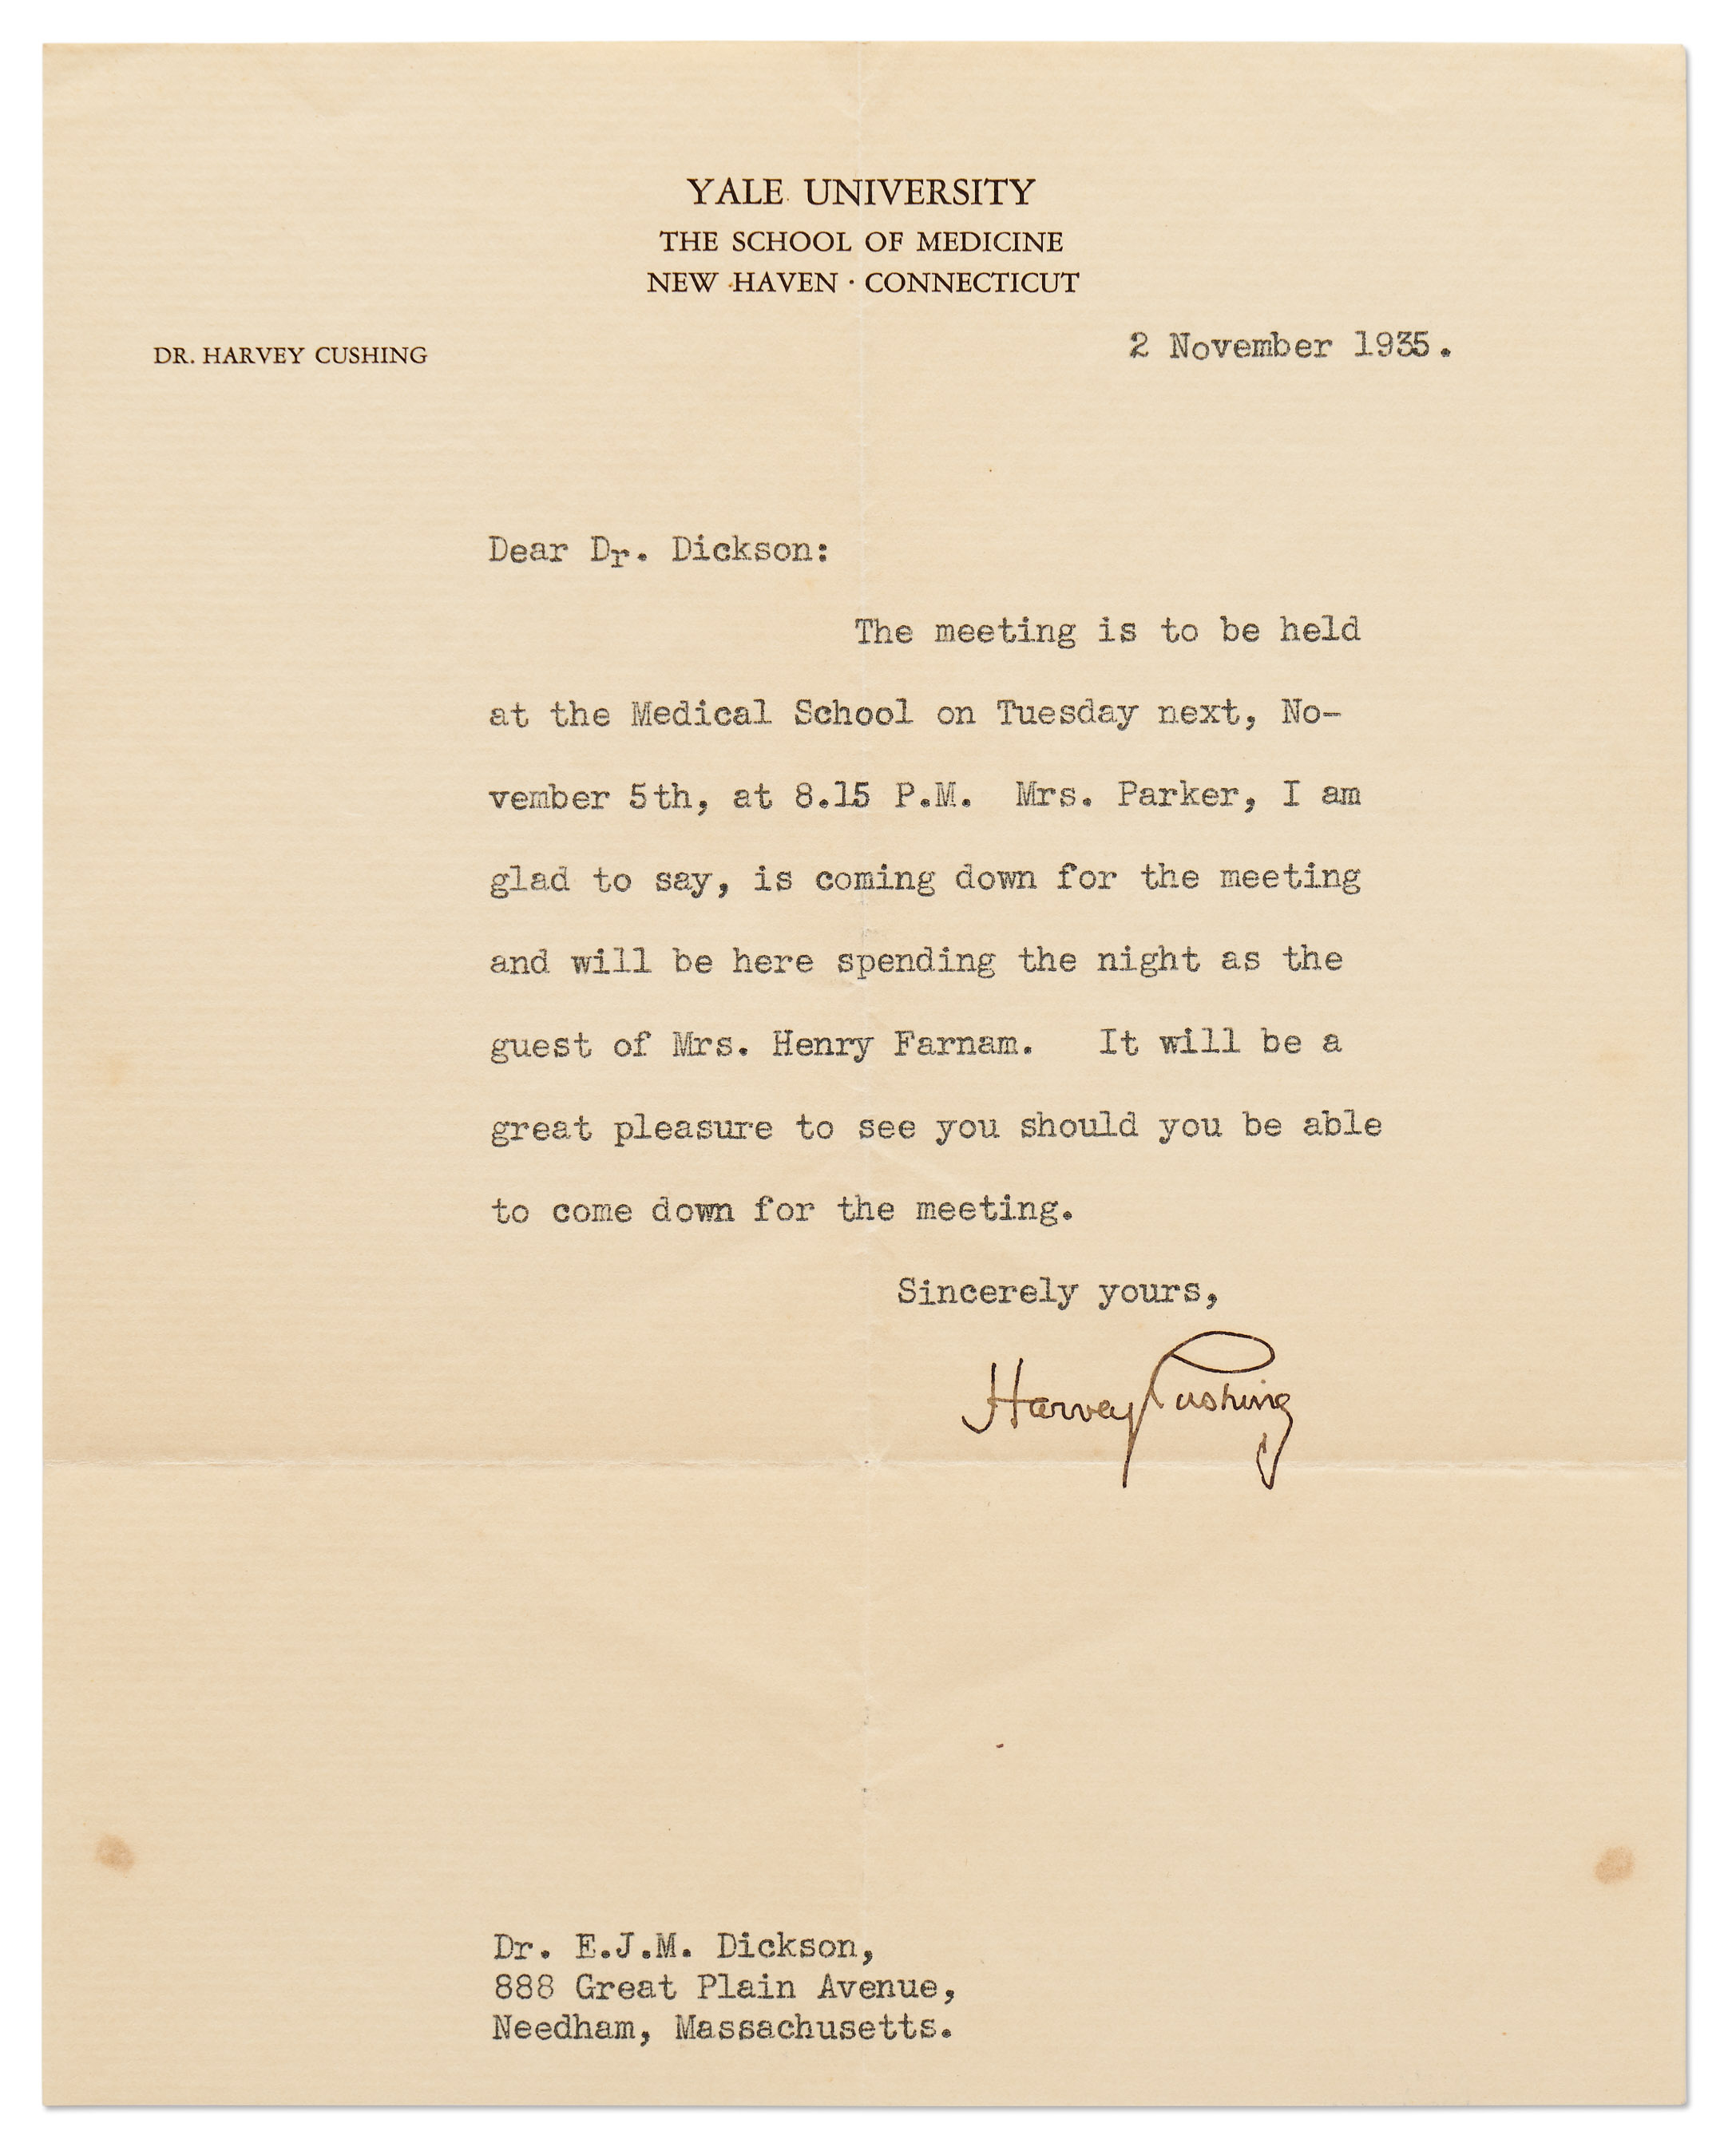 YALE UNIVERSITY
THE SCHOOL OF MEDICINE
NEW HAVEN · CONNECTICUT
DR. HARVEY CUSHING
2 November 1935.
Dear Dr. Dickson:
The meeting is to be held
at the Medical School on Tuesday next, No-
vember 5th, at 8.15 P.M. Mrs. Parker, I am
glad to say, is coming down for the meeting
and will be here spending the night as the
guest of Mrs. Henry Farnam. It will be a
great pleasure to see you should you be able
to come down for the meeting.
Sincerely yours,
Harvey Cushing
Dr. E.J.M. Dickson,
888 Great Plain Avenue,
Needham, Massachusetts.